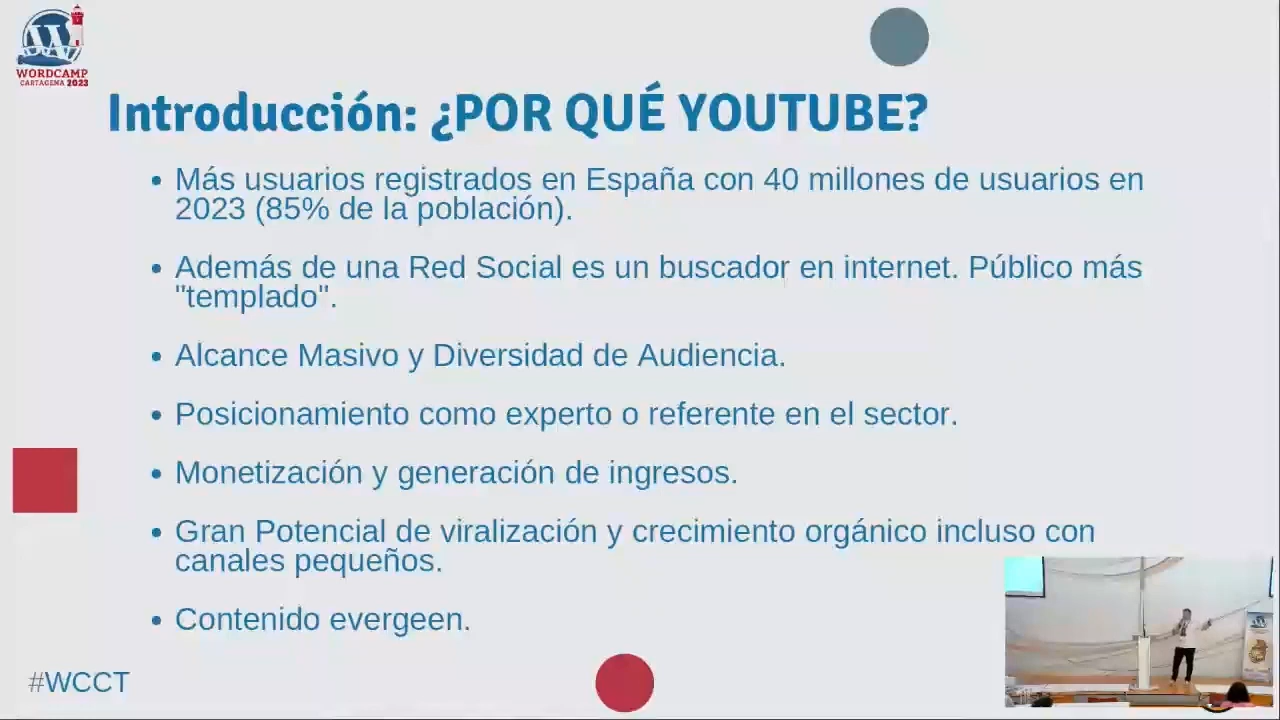 WORDCAMP
CARTAGENA 2023
Introducción: ¿POR QUÉ YOUTUBE?
• Más usuarios registrados en España con 40 millones de usuarios en
2023 (85% de la población).
• Además de una Red Social es un buscador en internet. Público más
"templado".
• Alcance Masivo y Diversidad de Audiencia.
• Posicionamiento como experto o referente en el sector.
• Monetización y generación de ingresos.
• Gran Potencial de viralización y crecimiento orgánico incluso con
canales pequeños.
• Contenido evergeen.
#WCCT